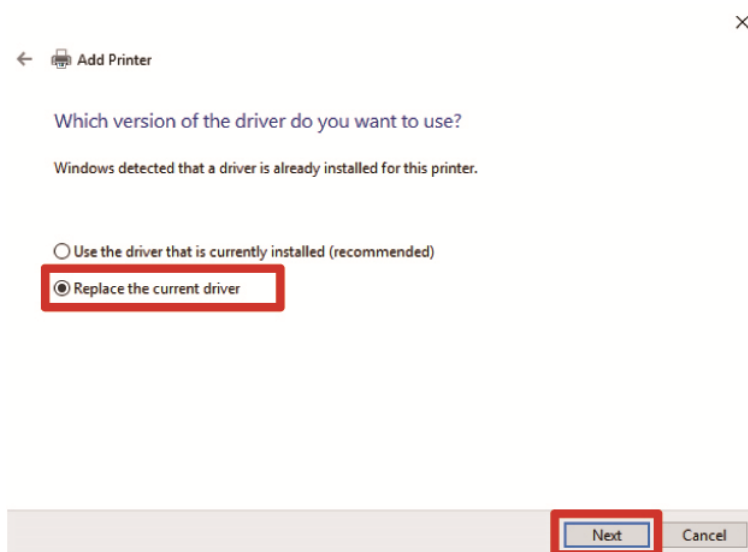 Add Printer
Which version of the driver do you want to use?
Windows detected that a driver is already installed for this printer.
Use the driver that is currently installed (recommended)
Replace the current driver
Next Cancel